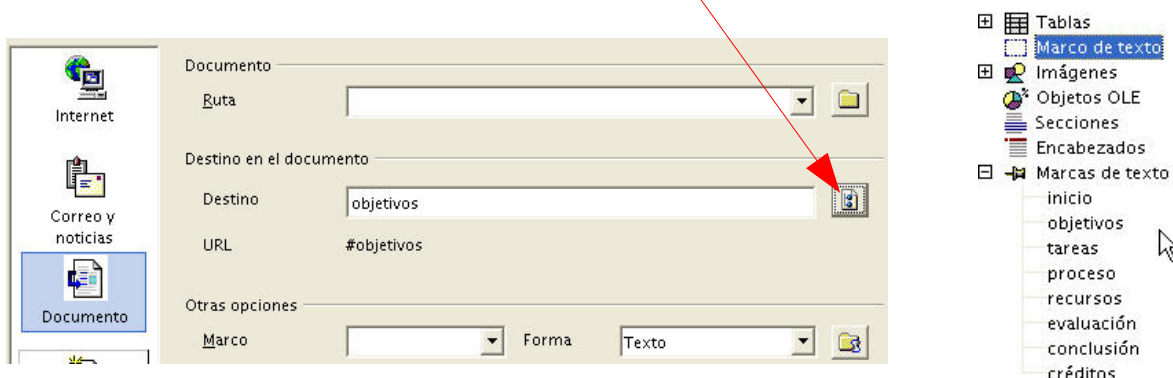 Internet
Correo y
noticias
Documento
Documento
Ruta
Destino en el documento
Destino
objetivos
URL
#objetivos
Otras opciones
Marco
Forma
Texto
Tablas
Marco de texto
Imágenes
Objetos OLE
Secciones
Encabezados
Marcas de texto
inicio
objetivos
tareas
proceso
recursos
evaluación
conclusión
créditos